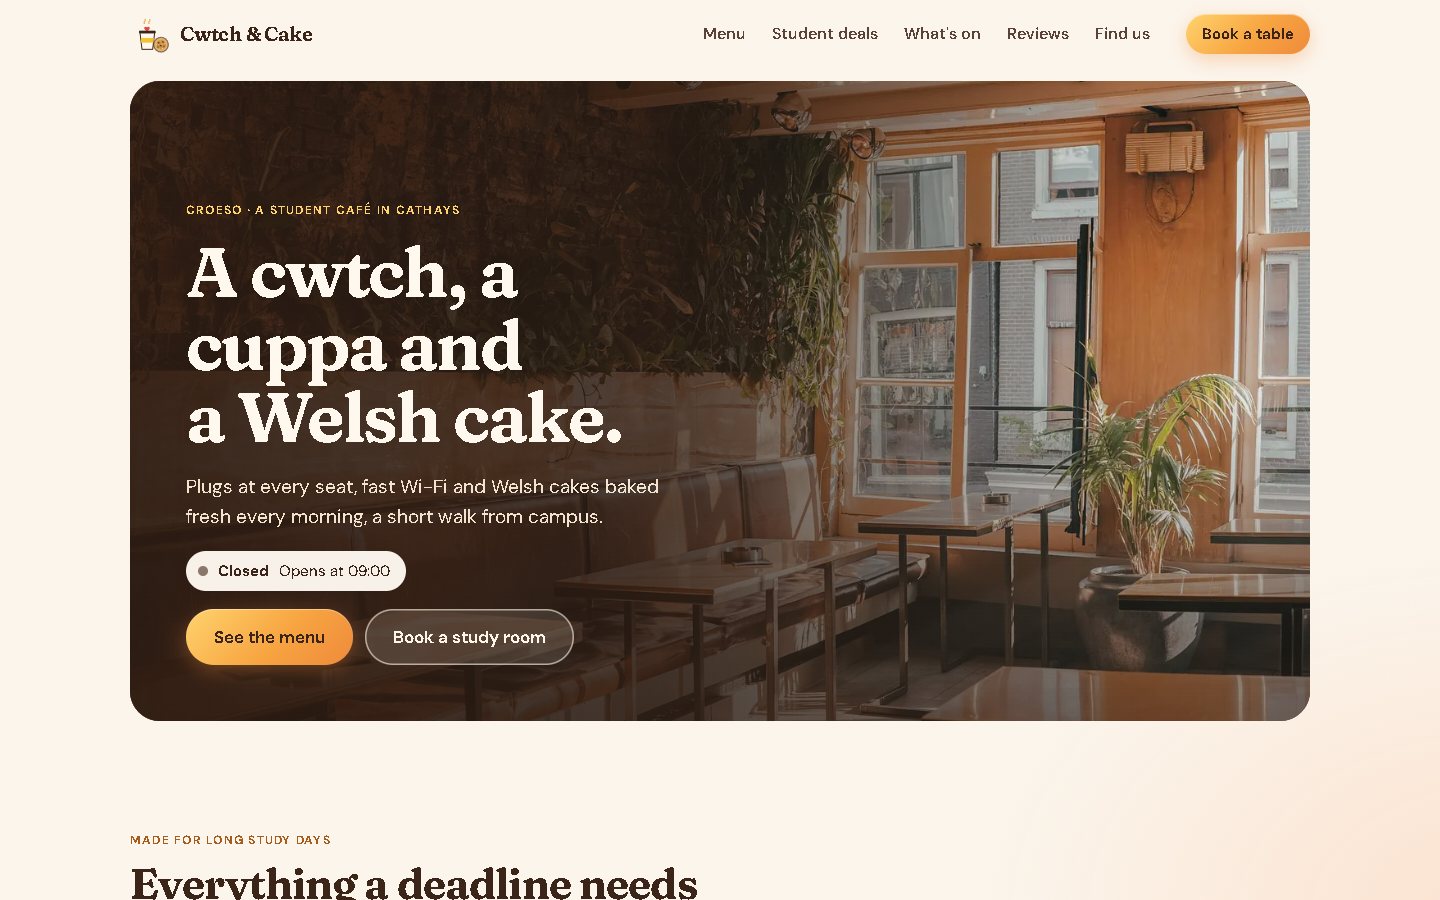 Cwtch & Cake
Menu
Student deals
What's on
Reviews
Find us
Book a table
CROESO · A STUDENT CAFÉ IN CATHAYS
A cwtch, a
cuppa and
a Welsh cake.
Plugs at every seat, fast Wi-Fi and Welsh cakes baked
fresh every morning, a short walk from campus.
Closed Opens at 09:00
See the menu
Book a study room
MADE FOR LONG STUDY DAYS
Everything a deadline needs